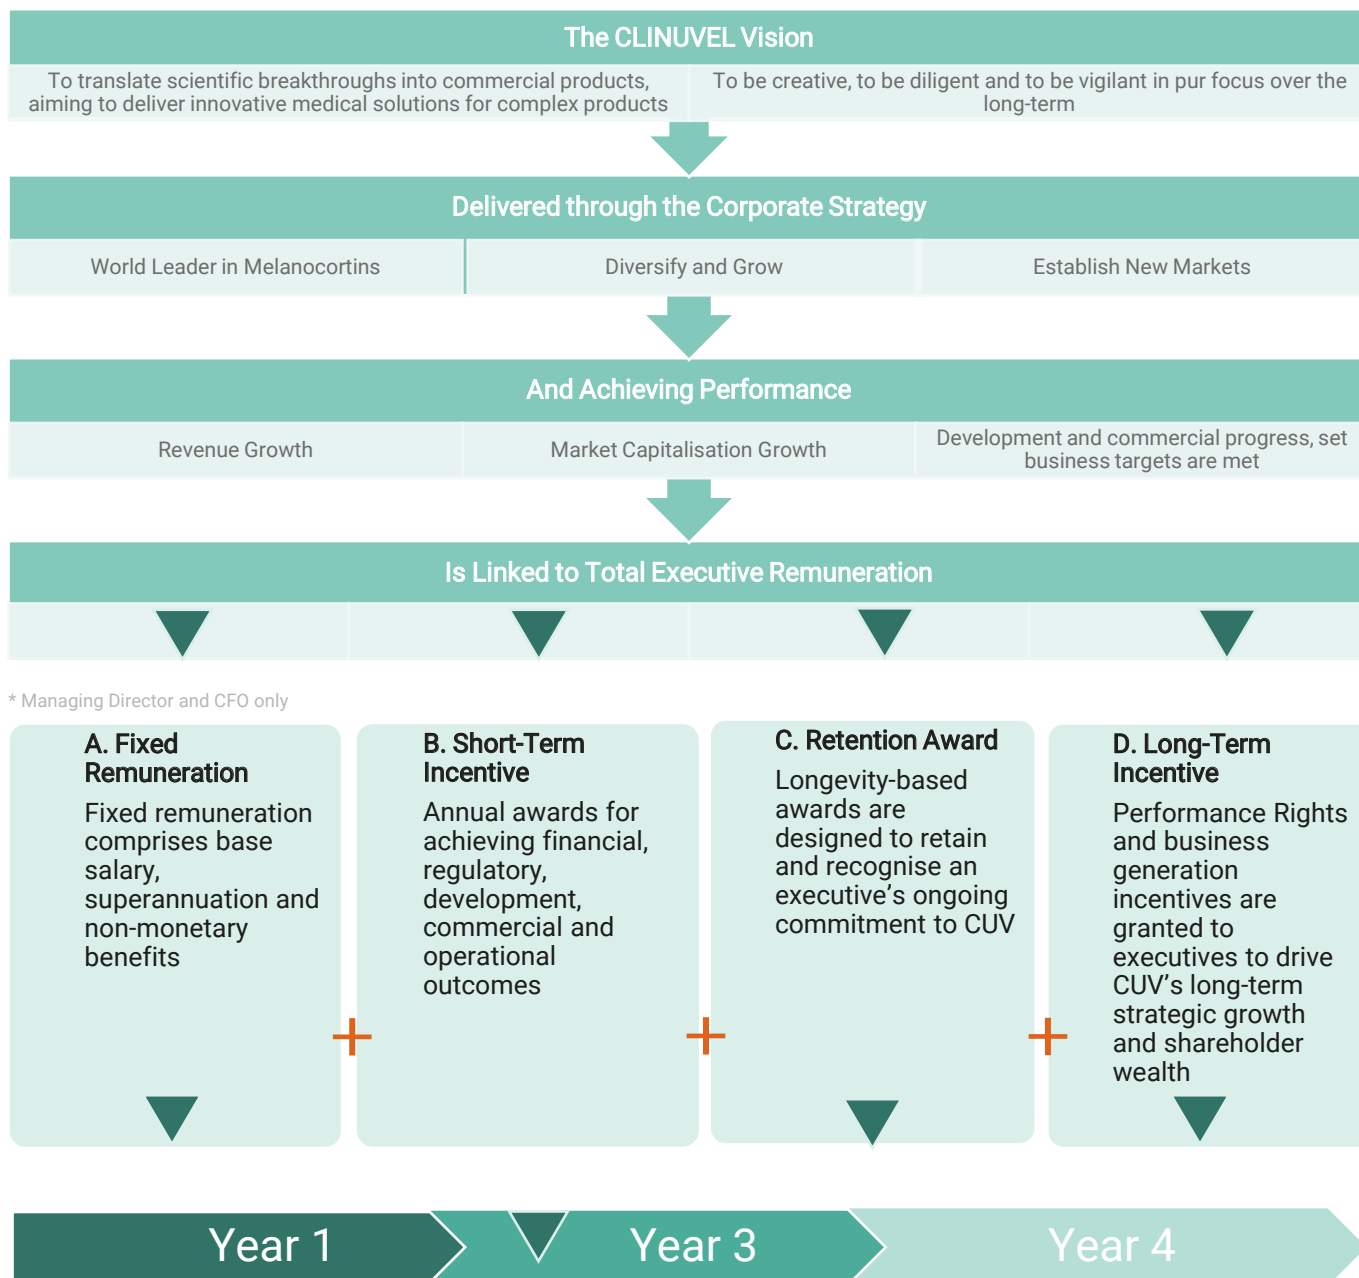 The CLINUVEL Vision
To translate scientific breakthroughs into commercial products,
aiming to deliver innovative medical solutions for complex products
To be creative, to be diligent and to be vigilant in pur focus over the
long-term
Delivered through the Corporate Strategy
World Leader in Melanocortins
Diversify and Grow
Establish New Markets
And Achieving Performance
Revenue Growth
Market Capitalisation Growth
Development and commercial progress, set
business targets are met
Is Linked to Total Executive Remuneration
* Managing Director and CFO only
A. Fixed
Remuneration
Fixed remuneration
comprises base
salary,
superannuation and
non-monetary
benefits
B. Short-Term
Incentive
Annual awards for
achieving financial,
regulatory,
development,
commercial and
operational
outcomes
C. Retention Award
Longevity-based
awards are
designed to retain
and recognise an
executive’s ongoing
commitment to CUV
D. Long-Term
Incentive
Performance Rights
and business
generation
incentives are
granted to
executives to drive
CUV’s long-term
strategic growth
and shareholder
wealth
+
+
+
Year 1
Year 3
Year 4